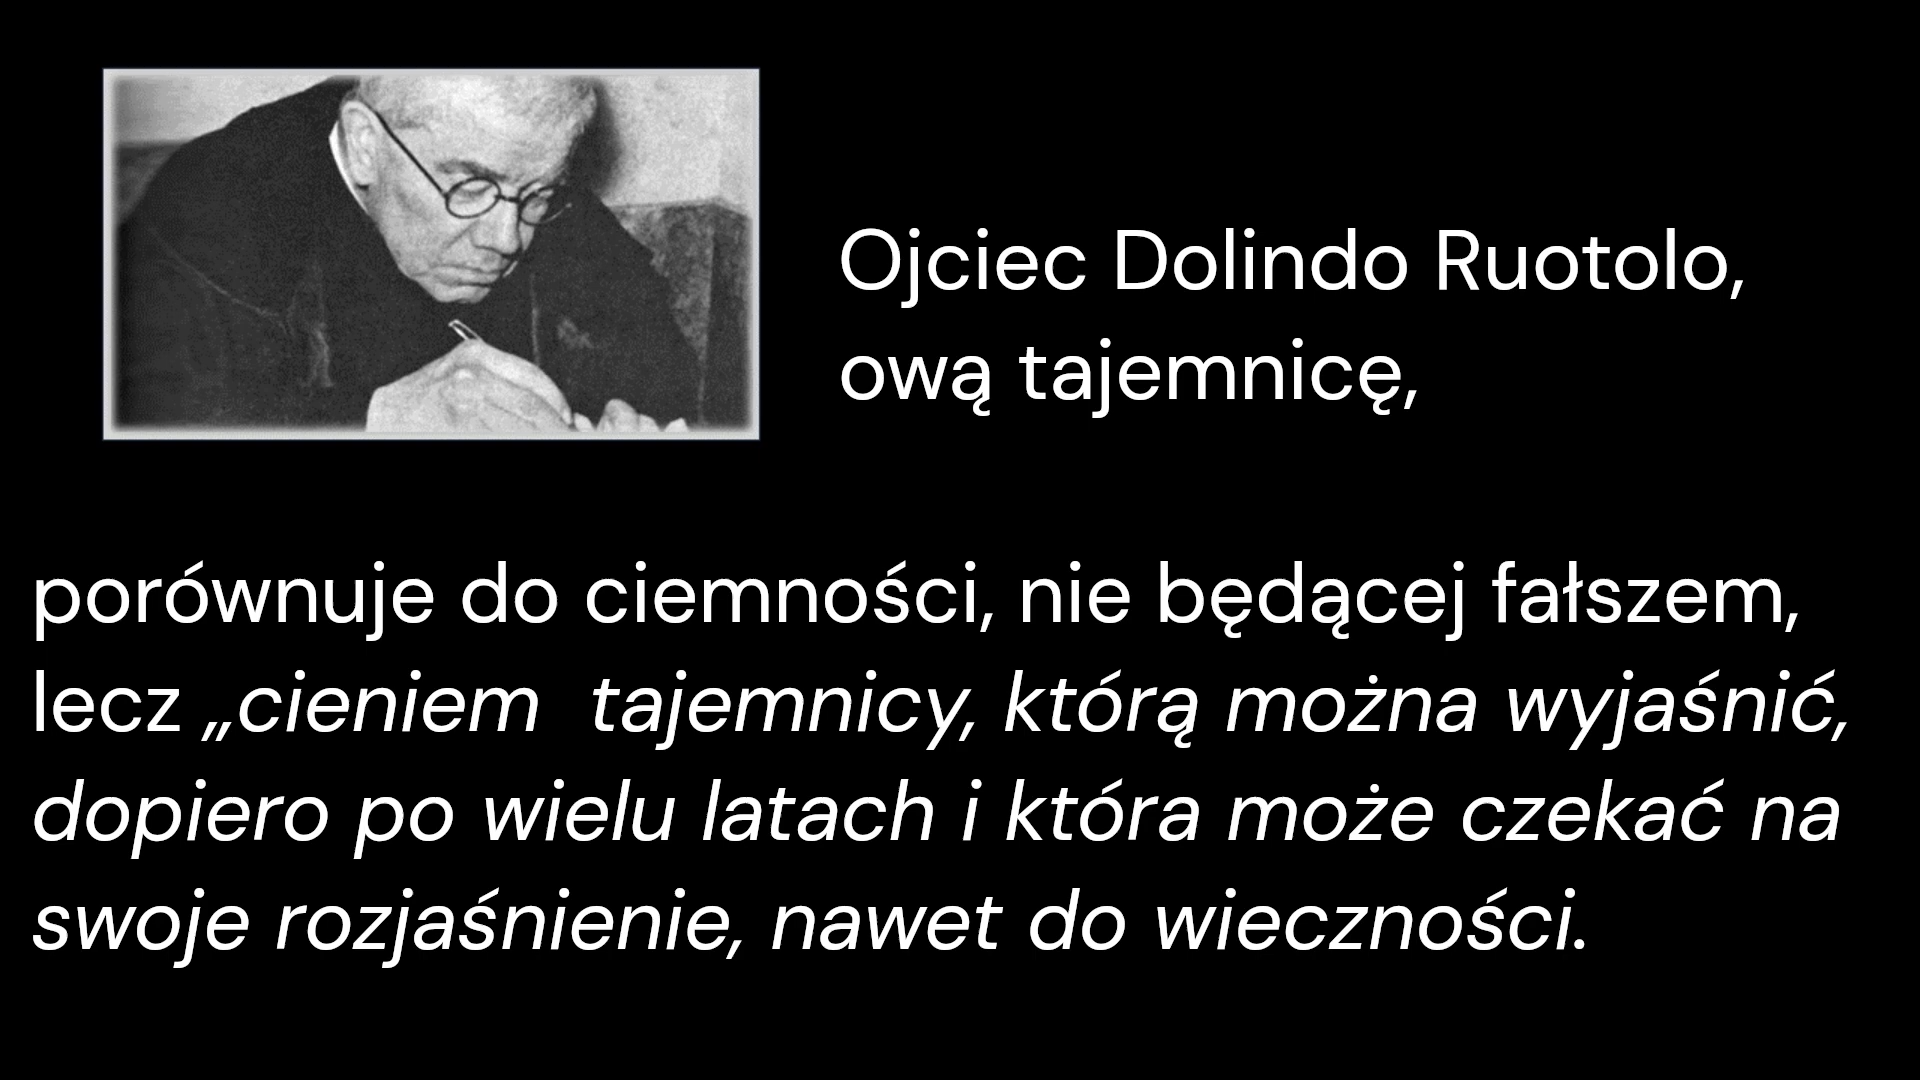 Ojciec Dolindo Ruotolo,
ową tajemnicę,
porównuje do ciemności, nie będącej fałszem,
lecz „cieniem  tajemnicy, którą można wyjaśnić,
dopiero po wielu latach i która może czekać na
swoje rozjaśnienie, nawet do wieczności.